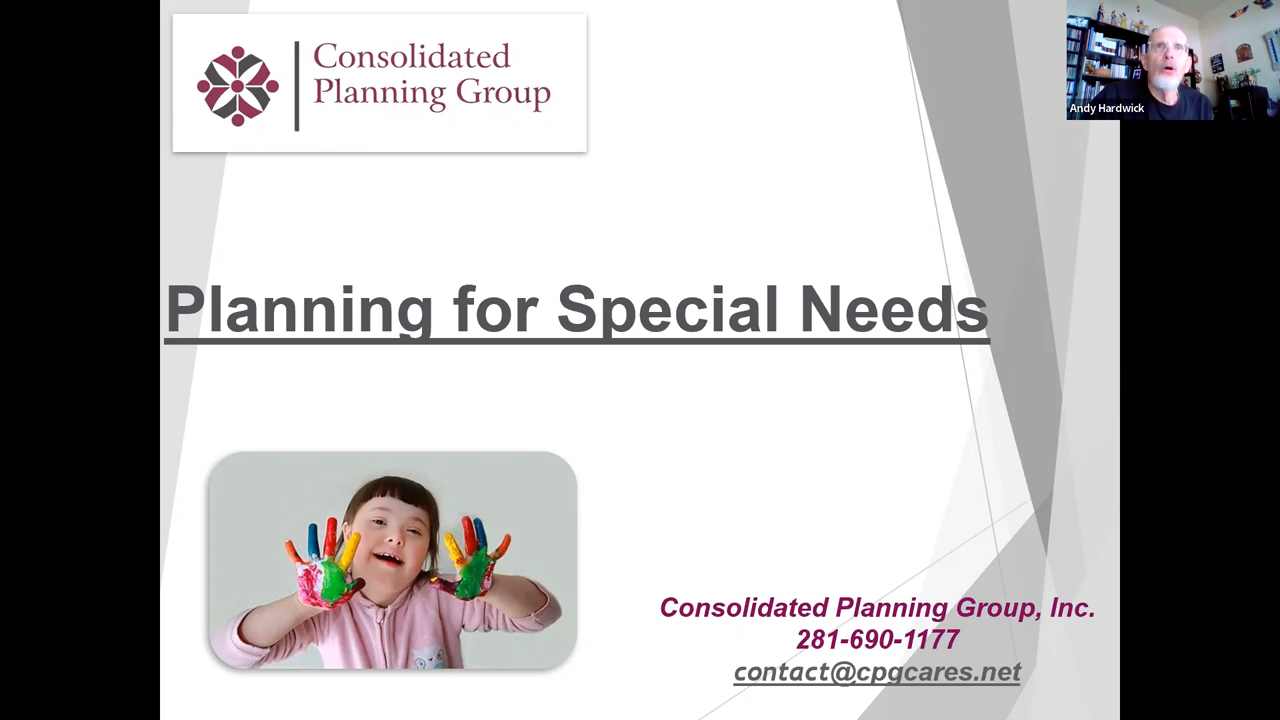 Consolidated
Planning Group
Andy Hardwick
Planning for Special Needs
Consolidated Planning Group, Inc.
281-690-1177
contact@cpgcares.net